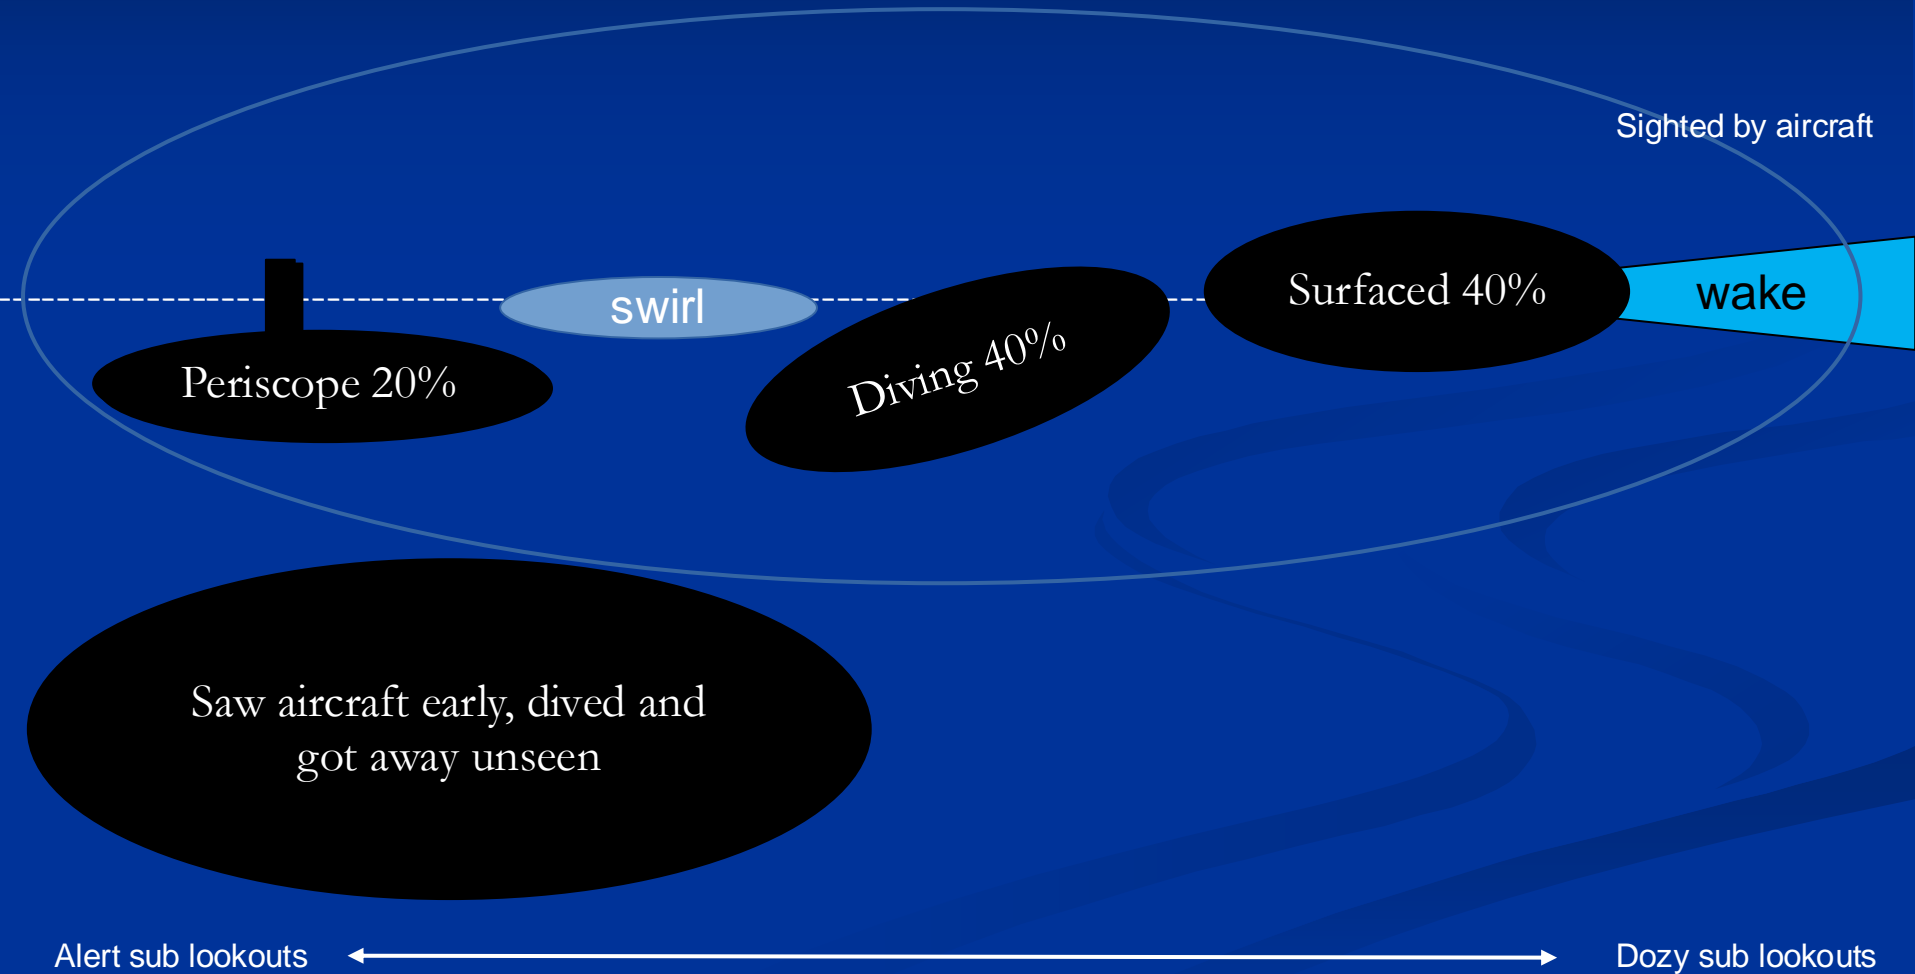 Sighted by aircraft
Periscope 20%
swirl
Diving 40%
Surfaced 40%
wake
Saw aircraft early, dived and
got away unseen
Alert sub lookouts
Dozy sub lookouts